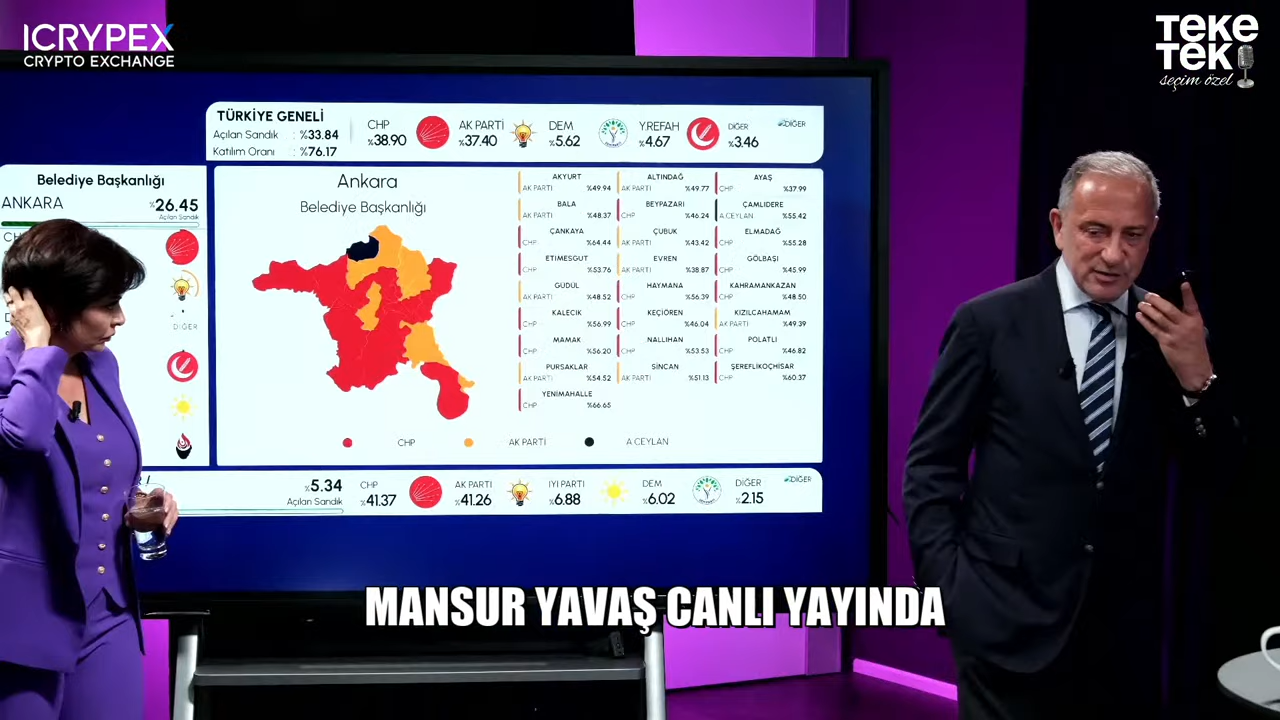 ICRYPEX
CRYPTO EXCHANGE
TEKE
TEK
seçim özel
TÜRKİYE GENELİ
Açılan Sandık : %33.84
Katılım Oranı : %76.17
CHP %38.90
AK PARTİ %37.40
DEM %5.62
Y.REFAH %4.67
DİĞER %3.46
DİĞER
Belediye Başkanlığı
ANKARA %26.45
Açılan Sandık
DİĞER
Ankara
Belediye Başkanlığı
AKYURT
AK PARTİ %49.94
ALTINDAĞ
AK PARTİ %49.77
AYAŞ
CHP %37.99
BALA
AK PARTİ %48.37
BEYPAZARI
CHP %46.24
ÇAMLIDERE
A.CEYLAN %55.42
ÇANKAYA
CHP %64.44
ÇUBUK
AK PARTİ %43.42
ELMADAĞ
CHP %55.28
ETIMESGUT
CHP %53.76
EVREN
AK PARTİ %38.87
GÖLBAŞI
CHP %45.99
GÜDÜL
AK PARTİ %48.52
HAYMANA
CHP %56.39
KAHRAMANKAZAN
CHP %48.50
KALECIK
CHP %56.99
KEÇİÖREN
CHP %46.04
KIZILCAHAMAM
AK PARTİ %49.39
MAMAK
CHP %56.20
NALLIHAN
CHP %53.53
POLATLI
CHP %46.82
PURSAKLAR
AK PARTİ %54.52
SİNCAN
AK PARTİ %51.13
ŞEREFLİKOÇHİSAR
CHP %60.37
YENİMAHALLE
CHP %66.65
CHP AK PARTİ A.CEYLAN
%5.34
Açılan Sandık
CHP %41.37
AK PARTİ %41.26
IYI PARTİ %6.88
DEM %6.02
DİĞER %2.15
DİĞER
MANSUR YAVAŞ CANLI YAYINDA